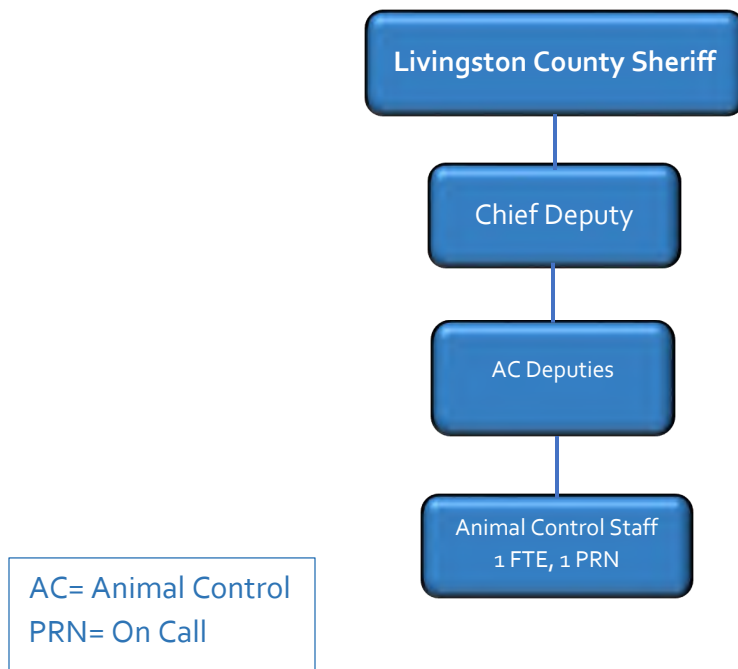 Livingston County Sheriff
Chief Deputy
AC Deputies
Animal Control Staff
1 FTE, 1 PRN
AC= Animal Control
PRN= On Call